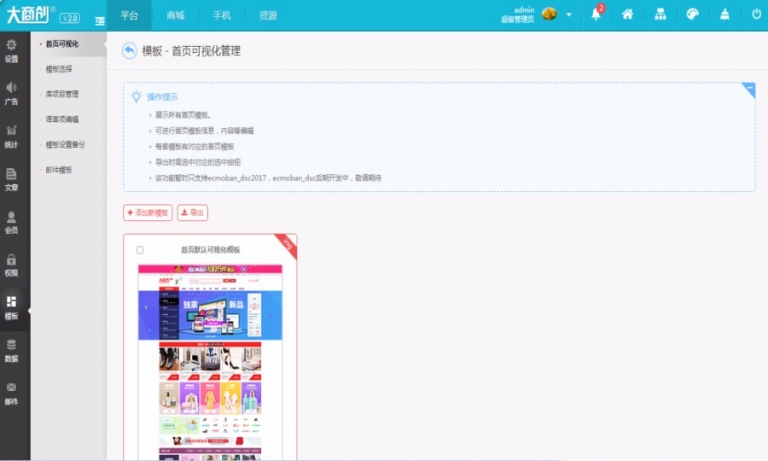 大商创® V2.0
平台 商城 手机 资源
admin
超级管理员
2
设置
广告
统计
文章
会员
权限
模板
数据
邮件
首页可视化
模板选择
库项目管理
语言项编辑
模板设置备份
邮件模板
模板 - 首页可视化管理
操作提示
展示所有首页模板。
可进行首页模板信息，内容等编辑
每套模板有对应的首页模板
导出时需选中对应的选中按钮
该功能暂时只支持ecmoban_dsc2017，ecmoban_dsc后期开发中，敬请期待
添加新模板 导出
首页默认可视化模板
独家 新品